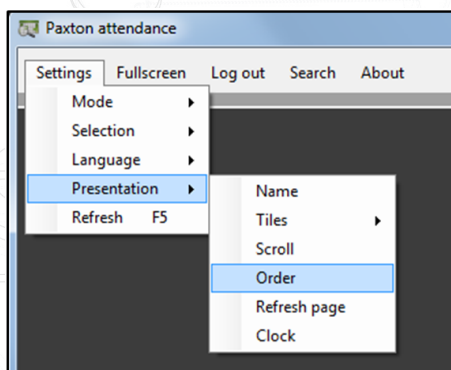 Paxton attendance
Settings Fullscreen Log out Search About
Mode
Selection
Language
Presentation
Refresh F5
Name
Tiles
Scroll
Order
Refresh page
Clock